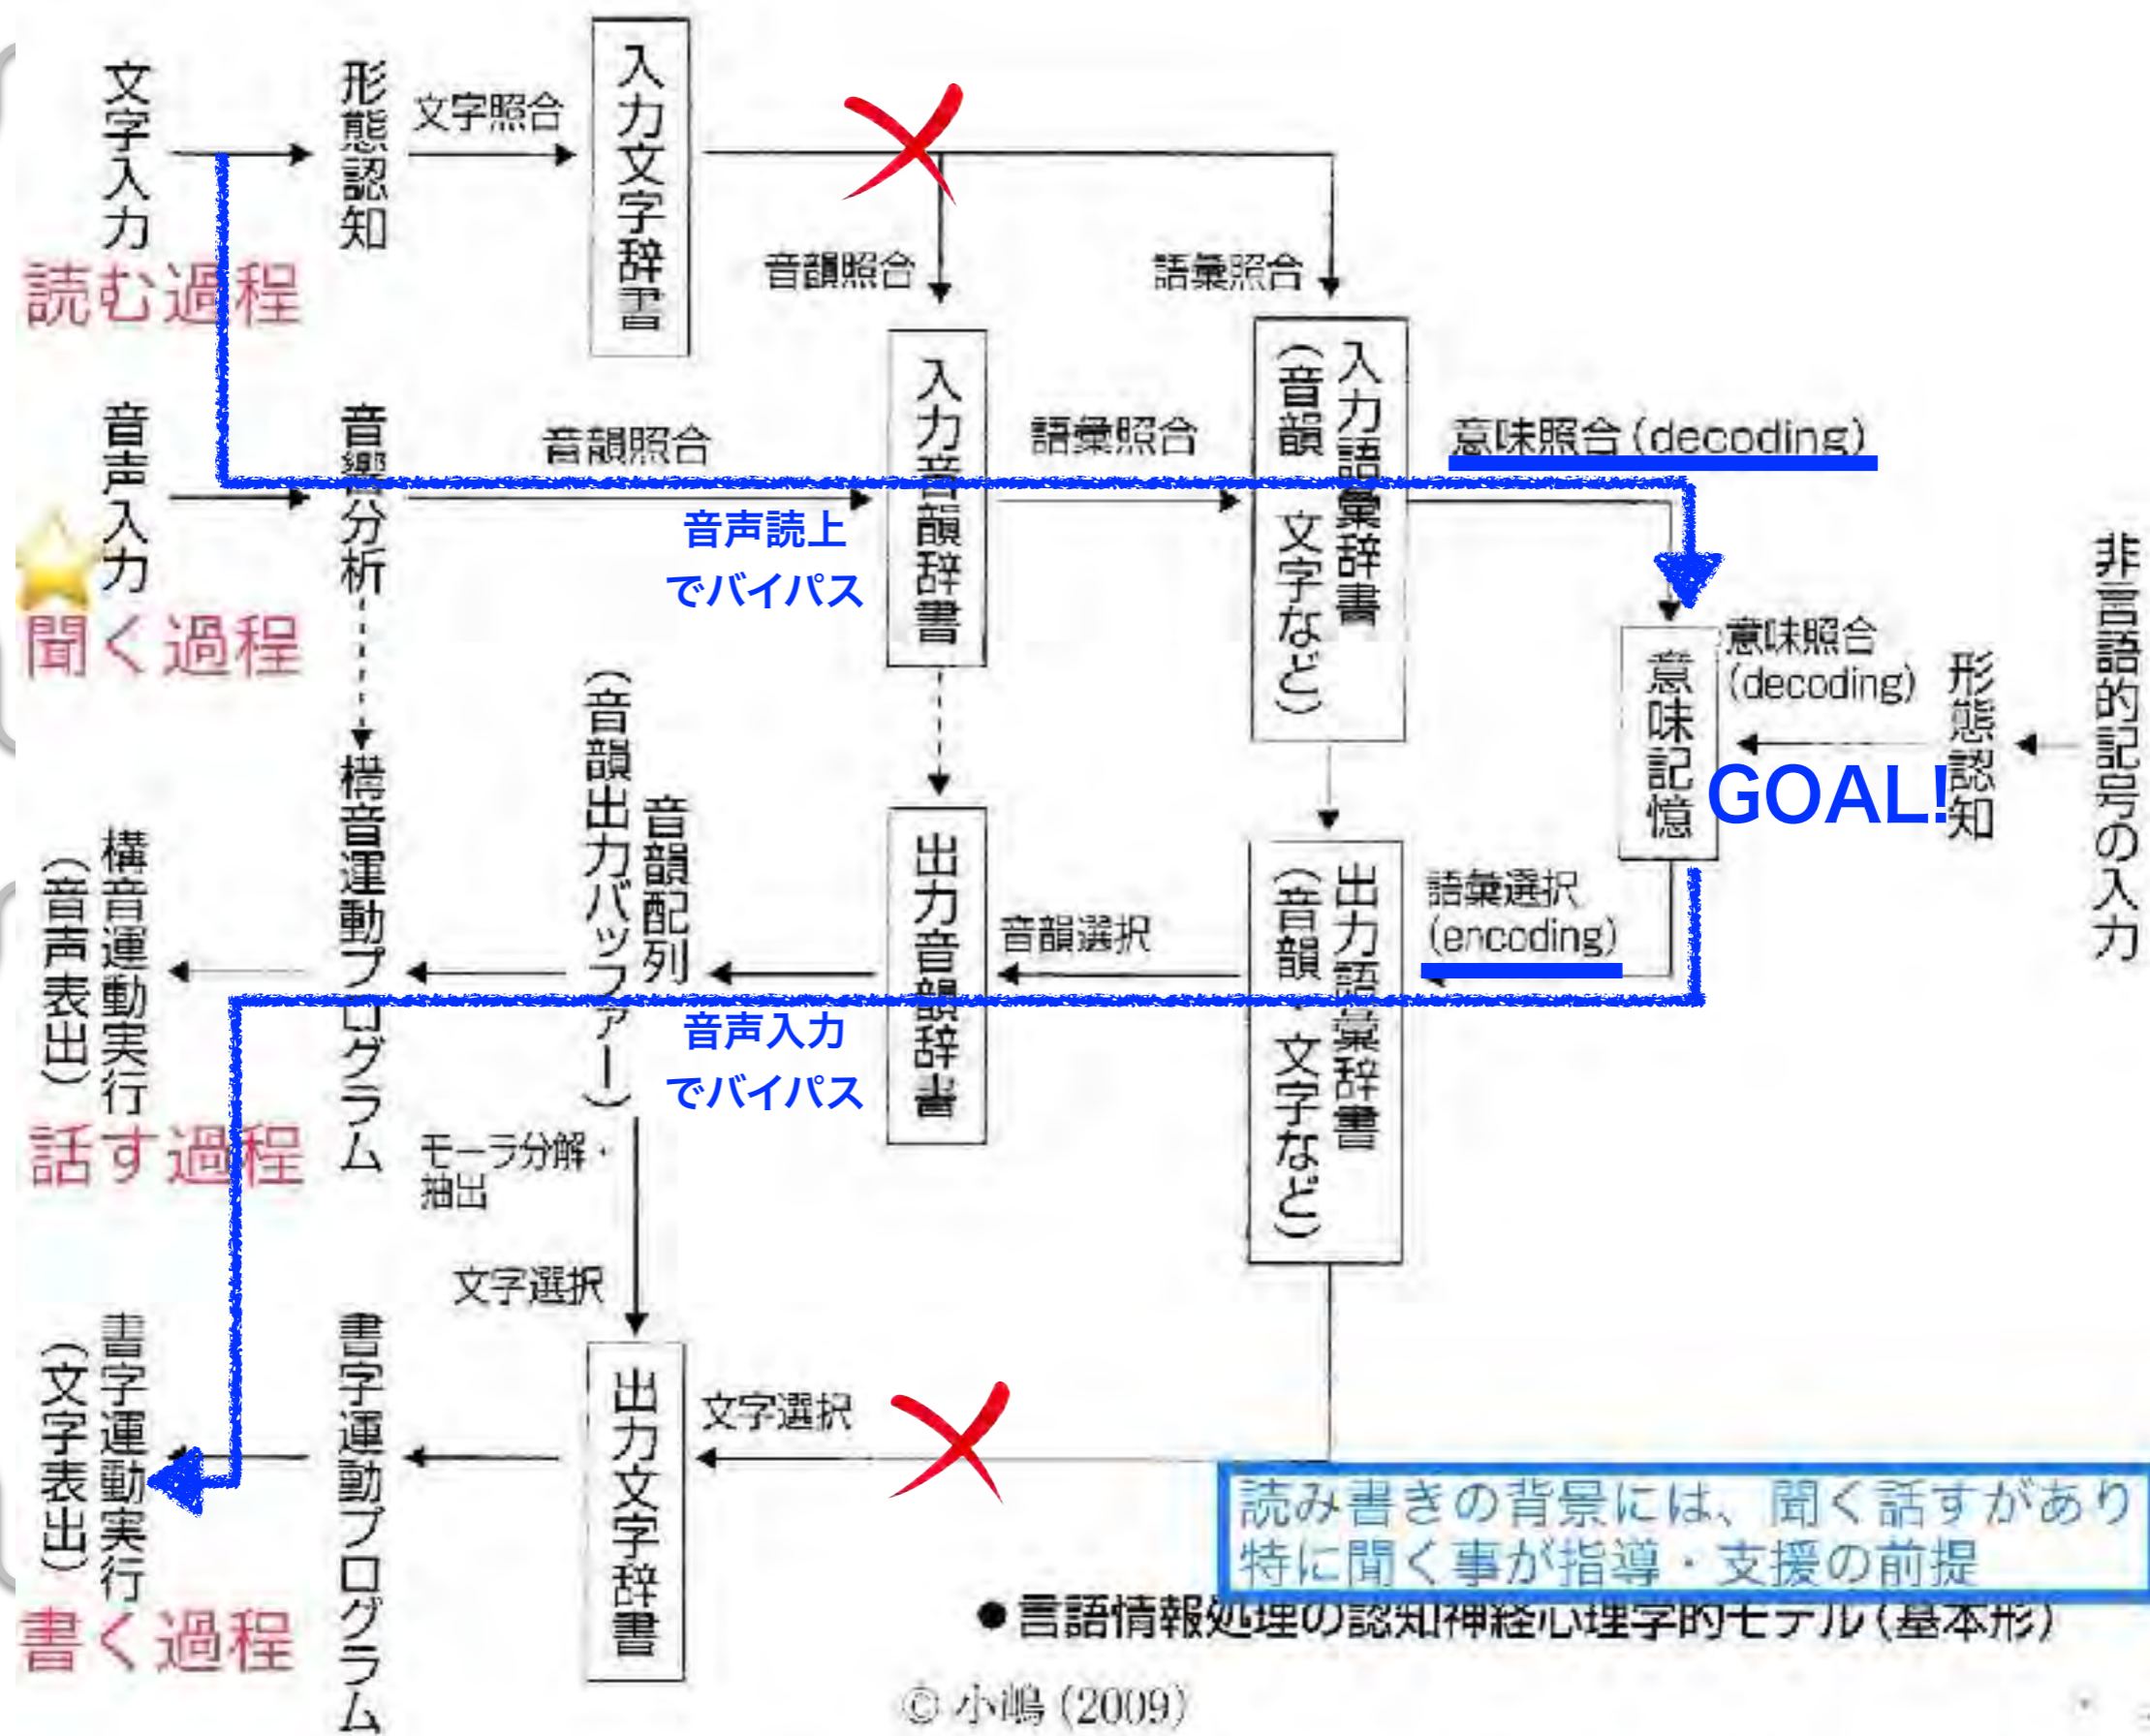 文字入力
形態認知
文字照合
入力文字辞書
読む過程
音韻照合
語彙照合
音声入力
音響分析
音韻照合
入力音韻辞書
語彙照合
入力語彙辞書
(音韻・文字など)
意味照合(decoding)
音声読上
でバイパス
聞く過程
意味記憶
意味照合
(decoding)
形態認知
非言語的記号の入力
GOAL!
構音運動実行
(音声表出)
構音運動プログラム
音韻配列
(音韻出力バッファー)
出力音韻辞書
音韻選択
出力語彙辞書
(音韻・文字など)
語彙選択
(encoding)
音声入力
でバイパス
話す過程
モーラ分解・
抽出
文字選択
書字運動実行
(文字表出)
書字運動プログラム
出力文字辞書
文字選択
書く過程
読み書きの背景には、聞く話すがあり
特に聞く事が指導・支援の前提
●言語情報処理の認知神経心理学的モデル(基本形)
© 小嶋 (2009)